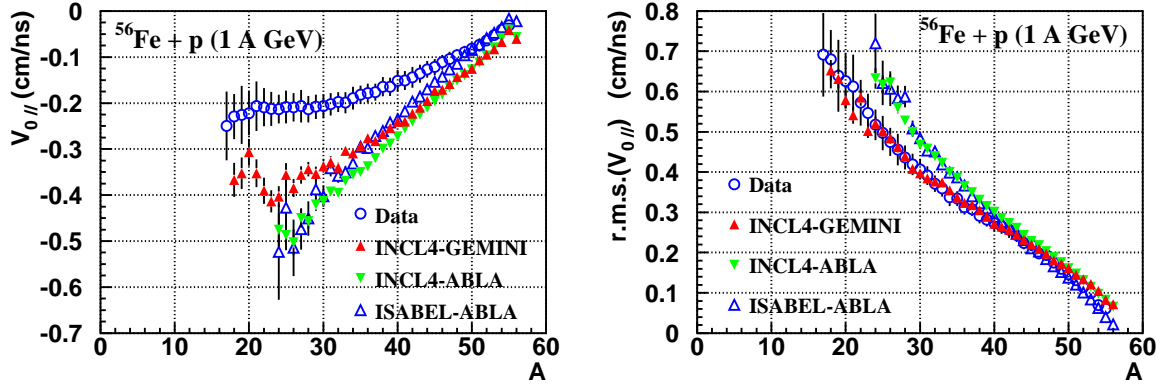 ⁵⁶Fe + p (1 A GeV)
V₀ // (cm/ns)
0
-0.1
-0.2
-0.3
-0.4
-0.5
-0.6
-0.7
Data
INCL4-GEMINI
INCL4-ABLA
ISABEL-ABLA
0 10 20 30 40 50 60
A
⁵⁶Fe + p (1 A GeV)
r.m.s.(V₀//) (cm/ns)
0.8
0.7
0.6
0.5
0.4
0.3
0.2
0.1
0
Data
INCL4-GEMINI
INCL4-ABLA
ISABEL-ABLA
0 10 20 30 40 50 60
A